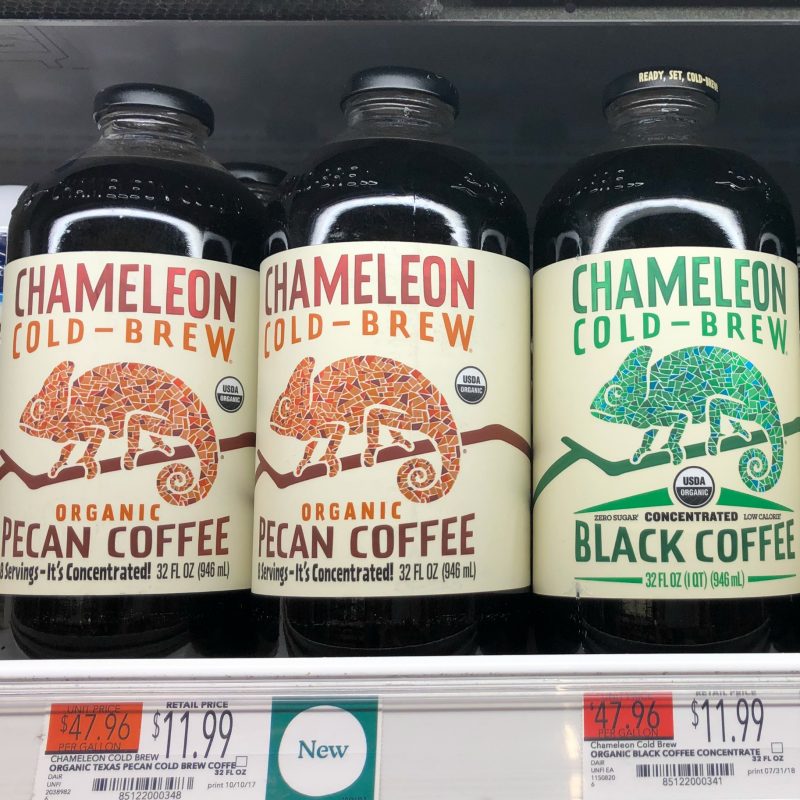 CHAMELEON
COLD-BREW
USDA
ORGANIC
ORGANIC
PECAN COFFEE
8 Servings - It's Concentrated! 32 FL OZ (946 mL)
CHAMELEON
COLD-BREW
USDA
ORGANIC
ORGANIC
PECAN COFFEE
8 Servings - It's Concentrated! 32 FL OZ (946 mL)
READY, SET, COLD-BREW
CHAMELEON
COLD-BREW
USDA
ORGANIC
ZERO SUGAR CONCENTRATED LOW CALORIE
BLACK COFFEE
32 FL OZ (1 QT) (946 mL)
UNIT PRICE
$47.96
PER GALLON
RETAIL PRICE
$11.99
CHAMELEON COLD BREW
ORGANIC TEXAS PECAN COLD BREW COFFE
32 FL OZ
DAIR
UNFI
2038982
6
85122000348
print 10/10/17
New
$47.96
PER GALLON
RETAIL PRICE
$11.99
Chameleon Cold Brew
ORGANIC BLACK COFFEE CONCENTRATE
32 FL OZ
DAIR
UNFI EA
1150820
6
85122000341
print 07/31/18